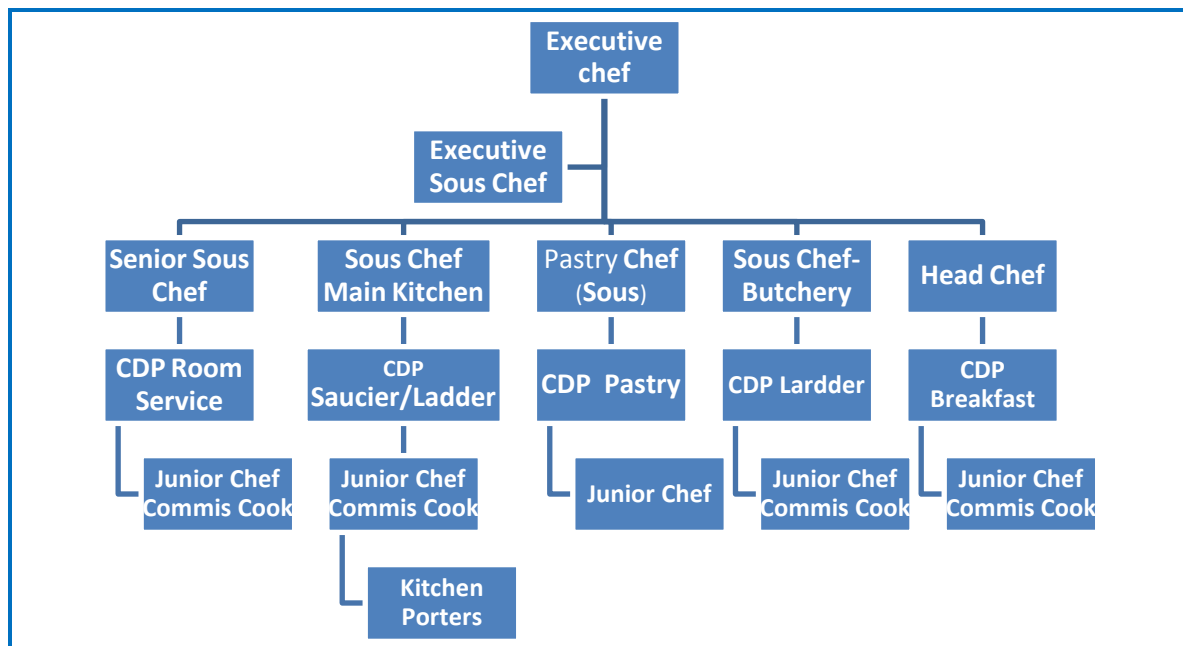 Executive
chef
Executive
Sous Chef
Senior Sous
Chef
Sous Chef
Main Kitchen
Pastry Chef
(Sous)
Sous Chef-
Butchery
Head Chef
CDP Room
Service
CDP
Saucier/Ladder
CDP Pastry
CDP Lardder
CDP
Breakfast
Junior Chef
Commis Cook
Junior Chef
Commis Cook
Junior Chef
Junior Chef
Commis Cook
Junior Chef
Commis Cook
Kitchen
Porters